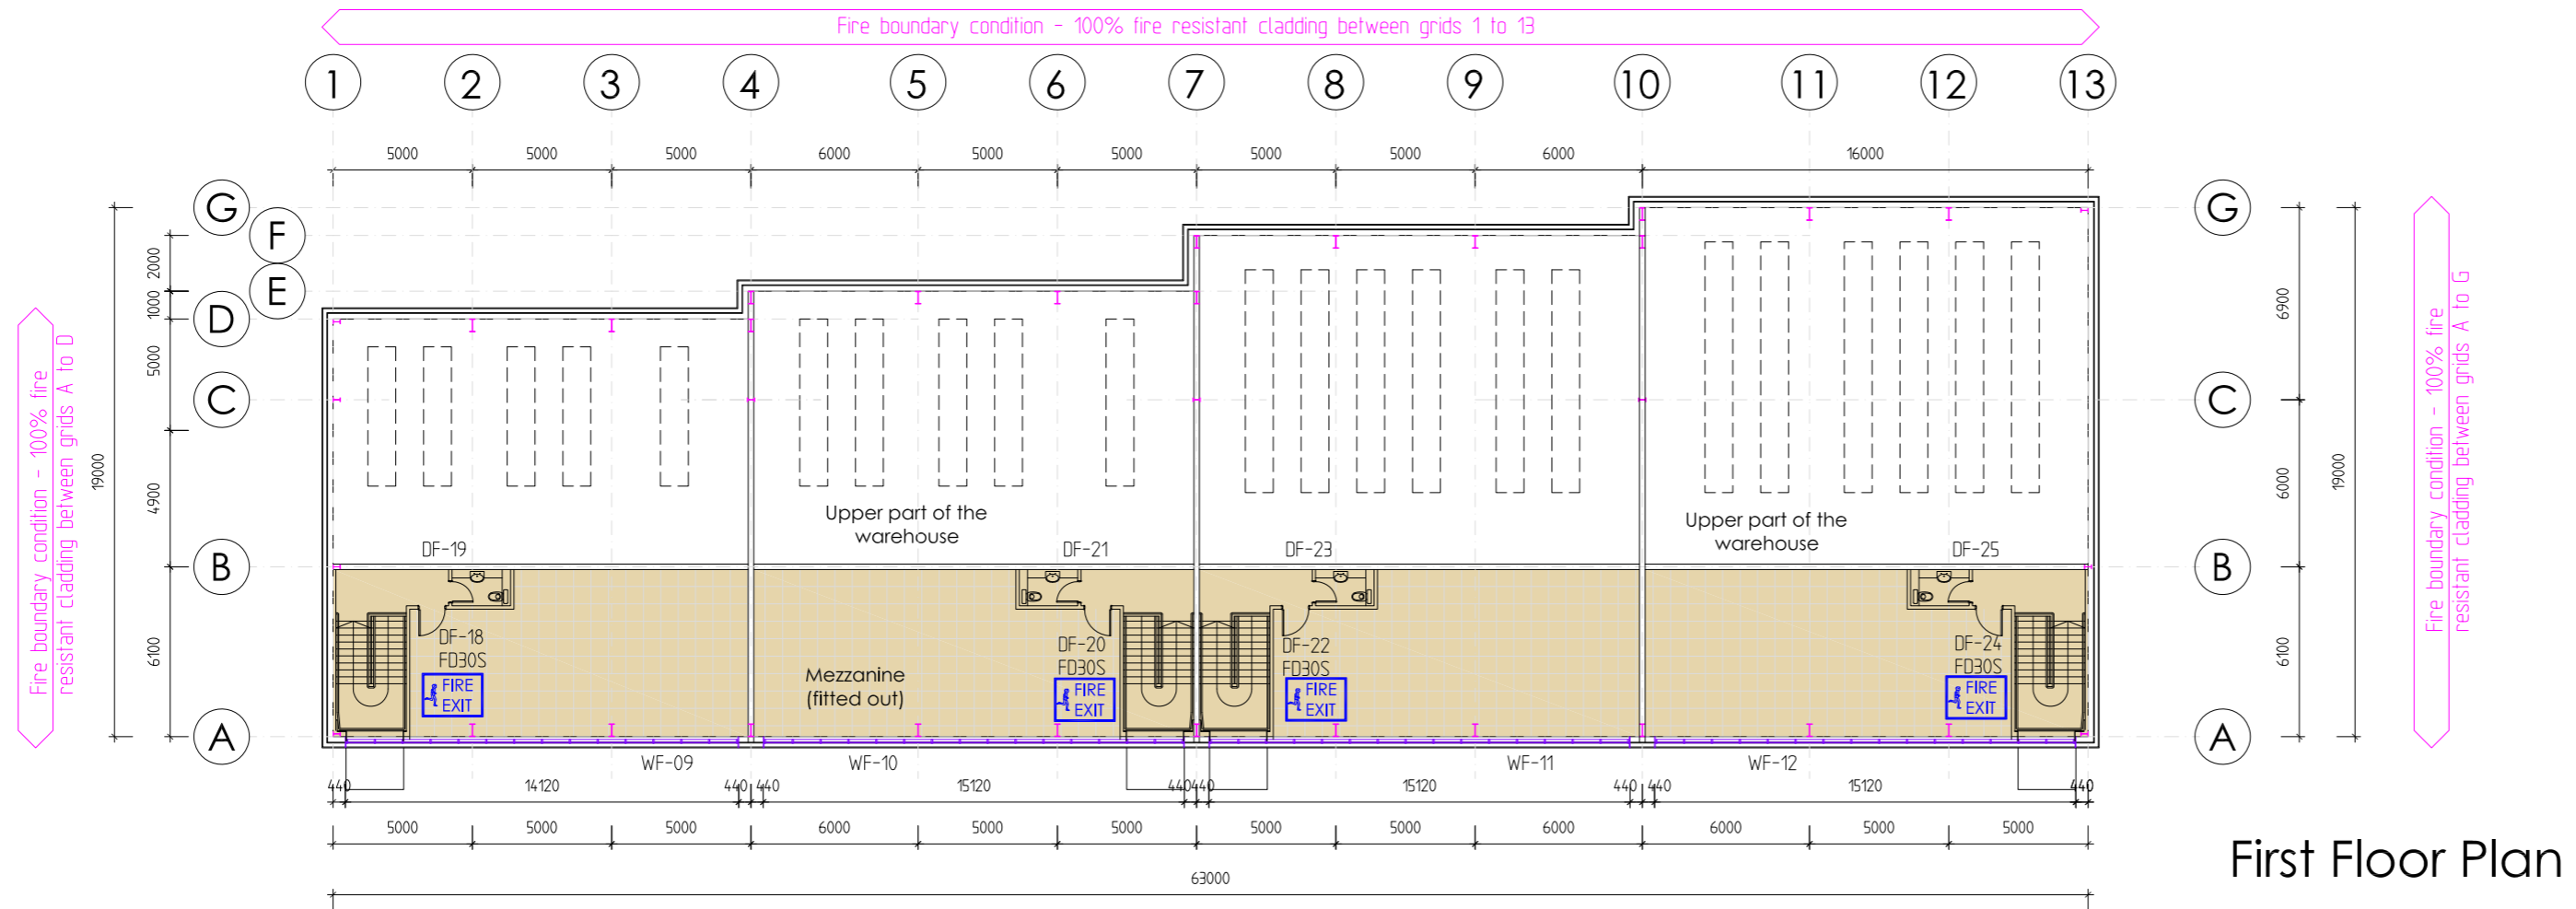 Fire boundary condition - 100% fire resistant cladding between grids 1 to 13
1 2 3 4 5 6 7 8 9 10 11 12 13
5000 5000 5000 6000 5000 5000 5000 5000 6000 16000
G
F
E
D
C
B
A
2000
1000
5000
4900
6100
19000
Fire boundary condition - 100% fire
resistant cladding between grids A to D
G
C
B
A
6900
6000
6100
19000
Fire boundary condition - 100% fire
resistant cladding between grids A to G
Upper part of the
warehouse
Upper part of the
warehouse
DF-19
DF-21
DF-23
DF-25
DF-18
FD30S
FIRE
EXIT
Mezzanine
(fitted out)
DF-20
FD30S
FIRE
EXIT
DF-22
FD30S
FIRE
EXIT
DF-24
FD30S
FIRE
EXIT
WF-09 WF-10 WF-11 WF-12
440 14120 440 440 15120 440 440 15120 440 440 15120 440
5000 5000 5000 6000 5000 5000 5000 5000 6000 6000 5000 5000
63000
First Floor Plan